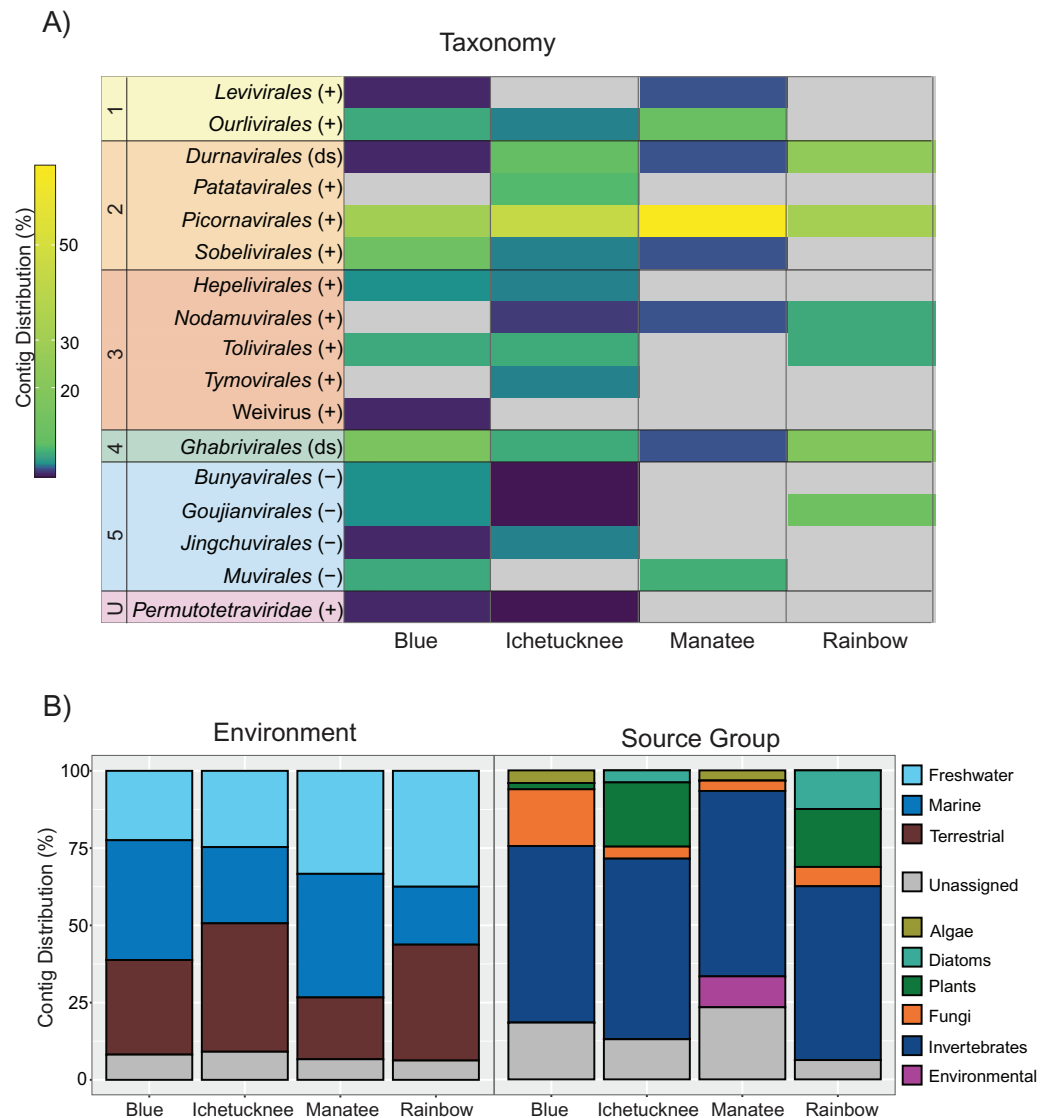 A)
Taxonomy
Contig Distribution (%)
50
30
20
1
Levivirales (+)
Ourlivirales (+)
2
Durnavirales (ds)
Patatavirales (+)
Picornavirales (+)
Sobelivirales (+)
3
Hepelivirales (+)
Nodamuvirales (+)
Tolivirales (+)
Tymovirales (+)
Weivirus (+)
4
Ghabrivirales (ds)
5
Bunyavirales (−)
Goujianvirales (−)
Jingchuvirales (−)
Muvirales (−)
U
Permutotetraviridae (+)
Blue Ichetucknee Manatee Rainbow
B)
Environment
Source Group
Contig Distribution (%)
100
75
50
25
0
Blue Ichetucknee Manatee Rainbow
Blue Ichetucknee Manatee Rainbow
Freshwater
Marine
Terrestrial
Unassigned
Algae
Diatoms
Plants
Fungi
Invertebrates
Environmental